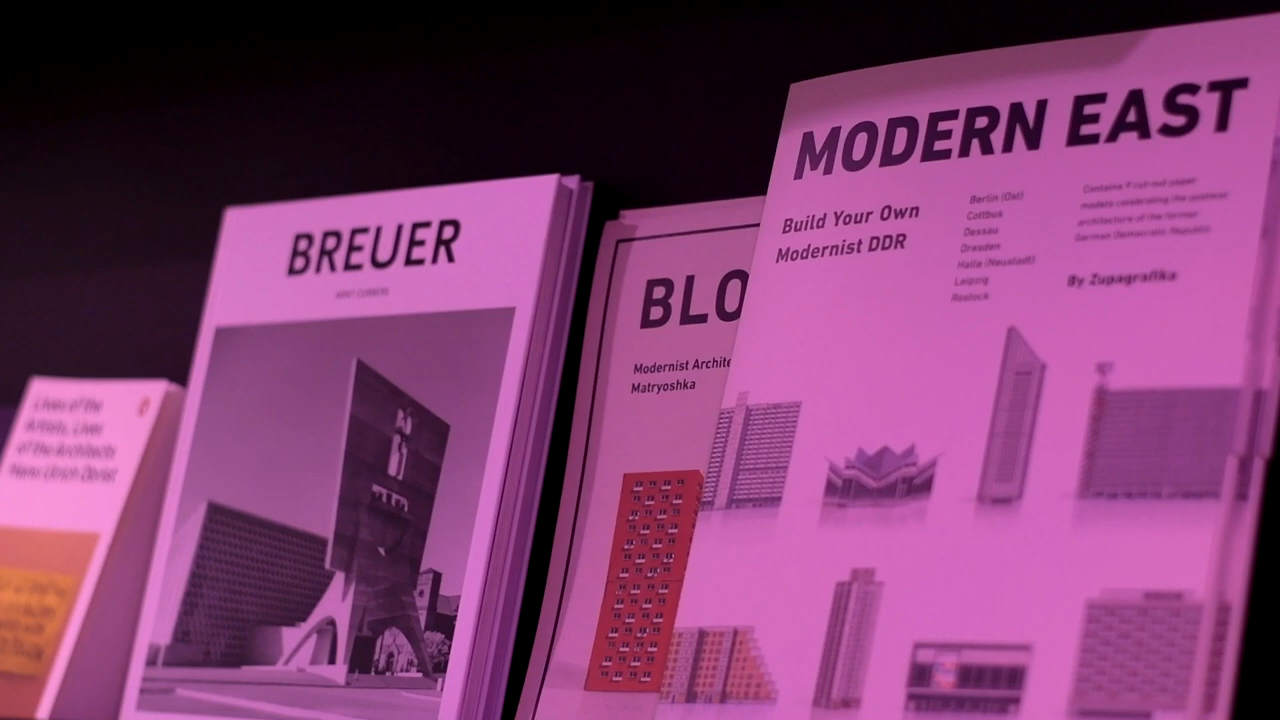 Lives of the
Artists, Lives
of the Architects
Hans Ulrich Obrist
BREUER
BLO
Modernist Archite
Matryoshka
MODERN EAST
Build Your Own
Modernist DDR
Berlin (Ost)
Cottbus
Dessau
Dresden
Halle (Neustadt)
Leipzig
Rostock
Contains 9 cut-out paper
models celebrating the postwar
architecture of the former
German Democratic Republic
By Zupagrafika